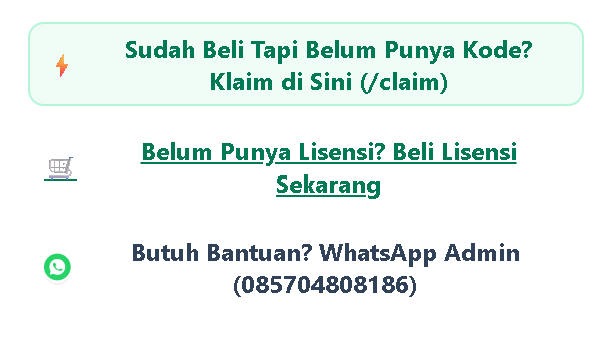 Sudah Beli Tapi Belum Punya Kode?
Klaim di Sini (/claim)
Belum Punya Lisensi? Beli Lisensi
Sekarang
Butuh Bantuan? WhatsApp Admin
(085704808186)